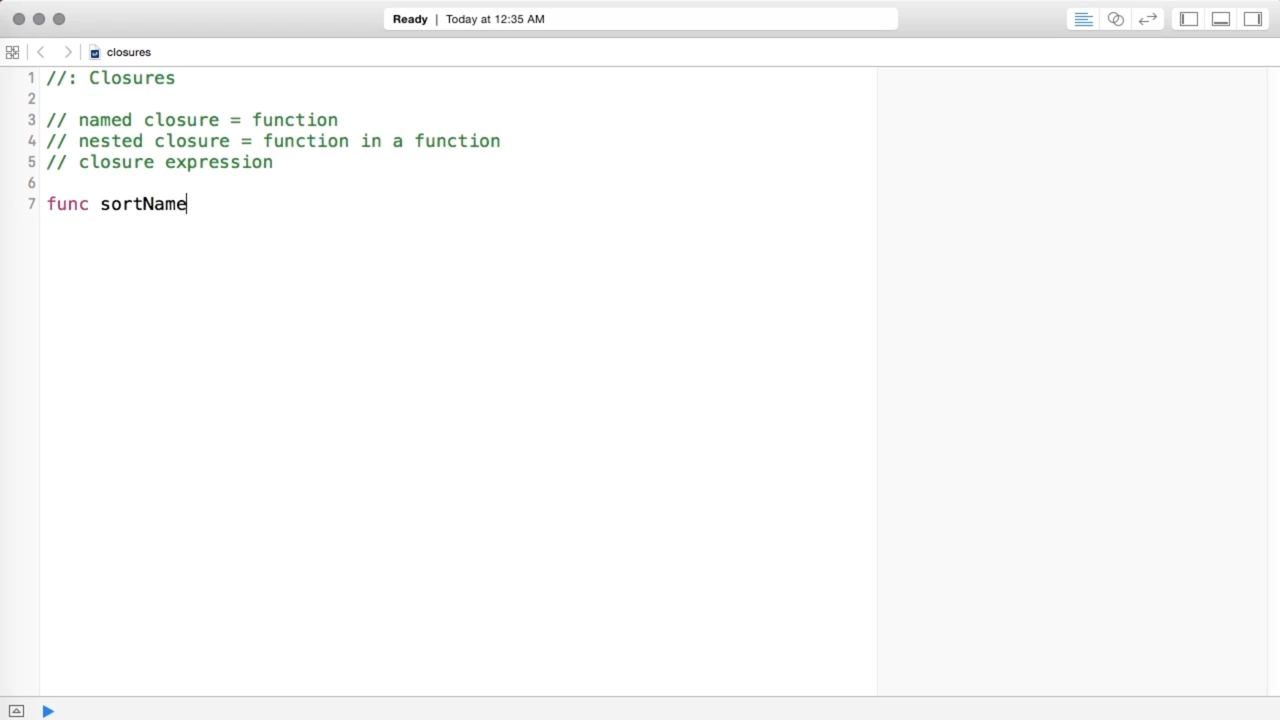 Ready | Today at 12:35 AM
closures
1 //: Closures
2
3 // named closure = function
4 // nested closure = function in a function
5 // closure expression
6
7 func sortName